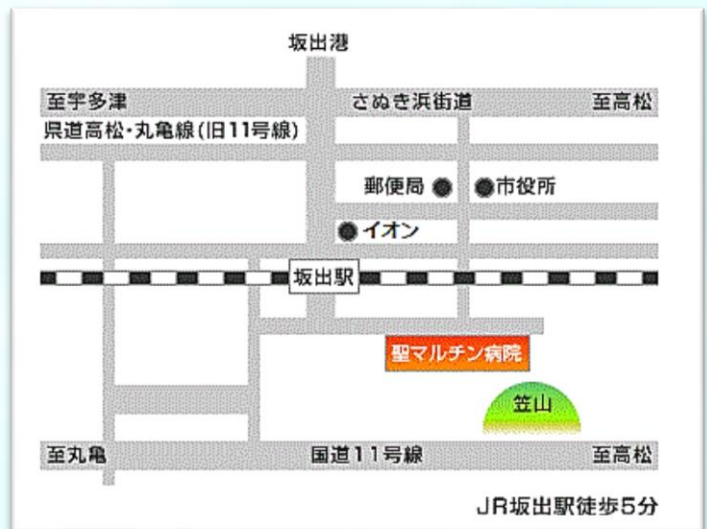 坂出港
至宇多津
さぬき浜街道
至高松
県道高松・丸亀線(旧11号線)
郵便局
市役所
イオン
坂出駅
聖マルチン病院
笠山
至丸亀
国道11号線
至高松
JR坂出駅徒歩5分